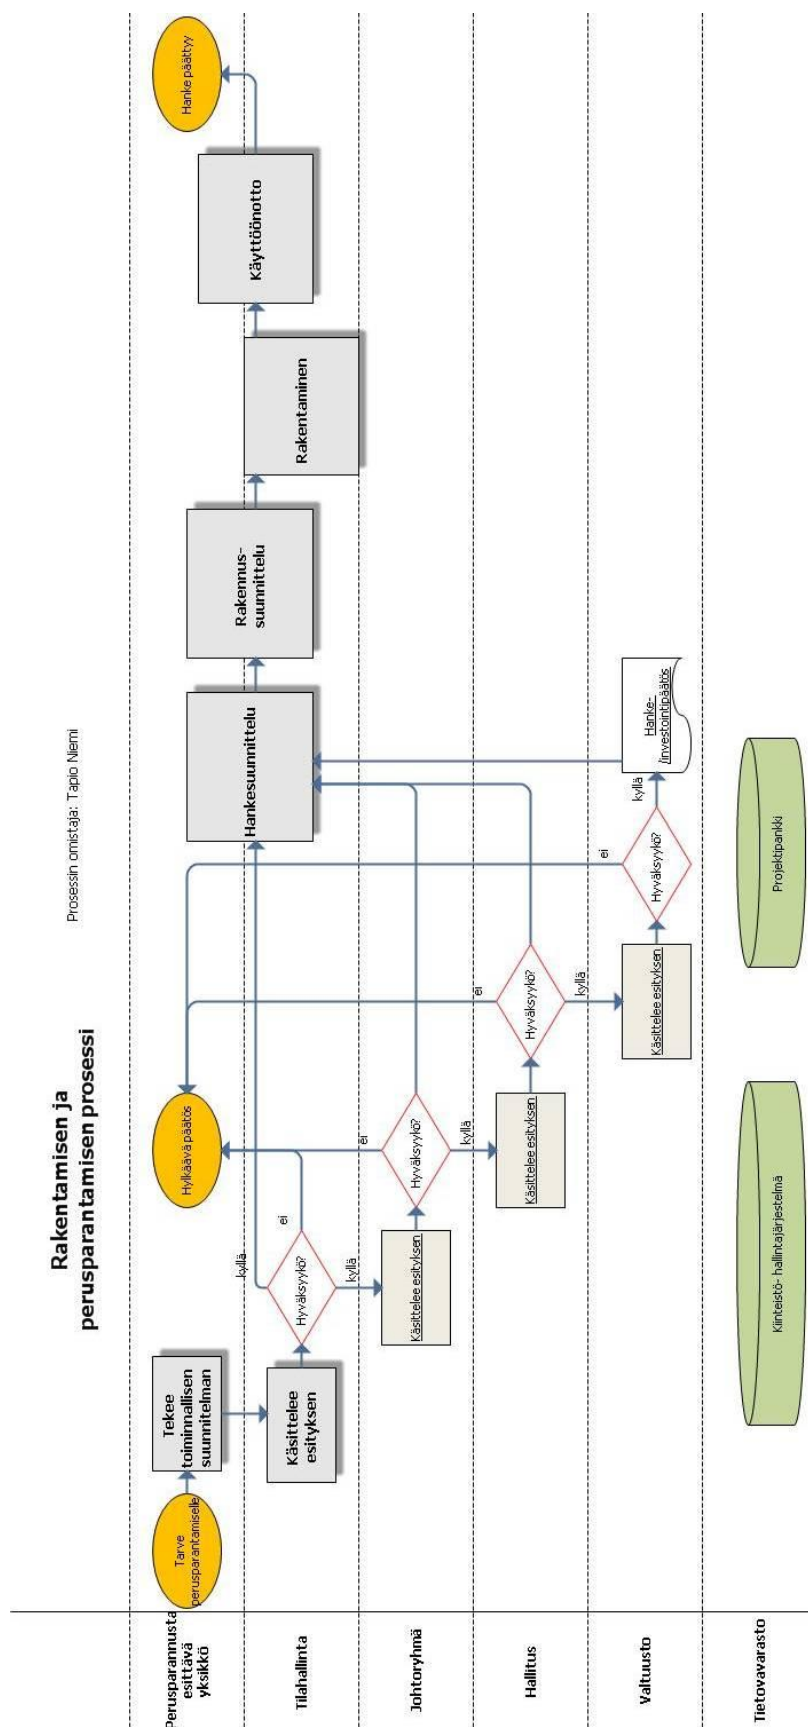 Rakentamisen ja
perusparantamisen prosessi
Prosessin omistaja: Tapio Niemi
Perusparannusta
esittävä
yksikkö
Tarve
perusparantamiselle
Tekee
toiminnallisen
suunnitelman
Hylkäävä päätös
Hanke päättyy
Tilahallinta
Käsittelee
esityksen
Hyväksyykö?
kyllä
ei
kyllä
Hankesuunnittelu
Rakennus-
suunnittelu
Rakentaminen
Käyttöönotto
Johtoryhmä
Käsittelee esityksen
Hyväksyykö?
ei
kyllä
Hallitus
Käsittelee esityksen
Hyväksyykö?
ei
kyllä
Valtuusto
Käsittelee esityksen
Hyväksyykö?
ei
kyllä
Hanke-
/investointipäätös
Tietovavarasto
Kiinteistö- hallintajärjestelmä
Projektipankki